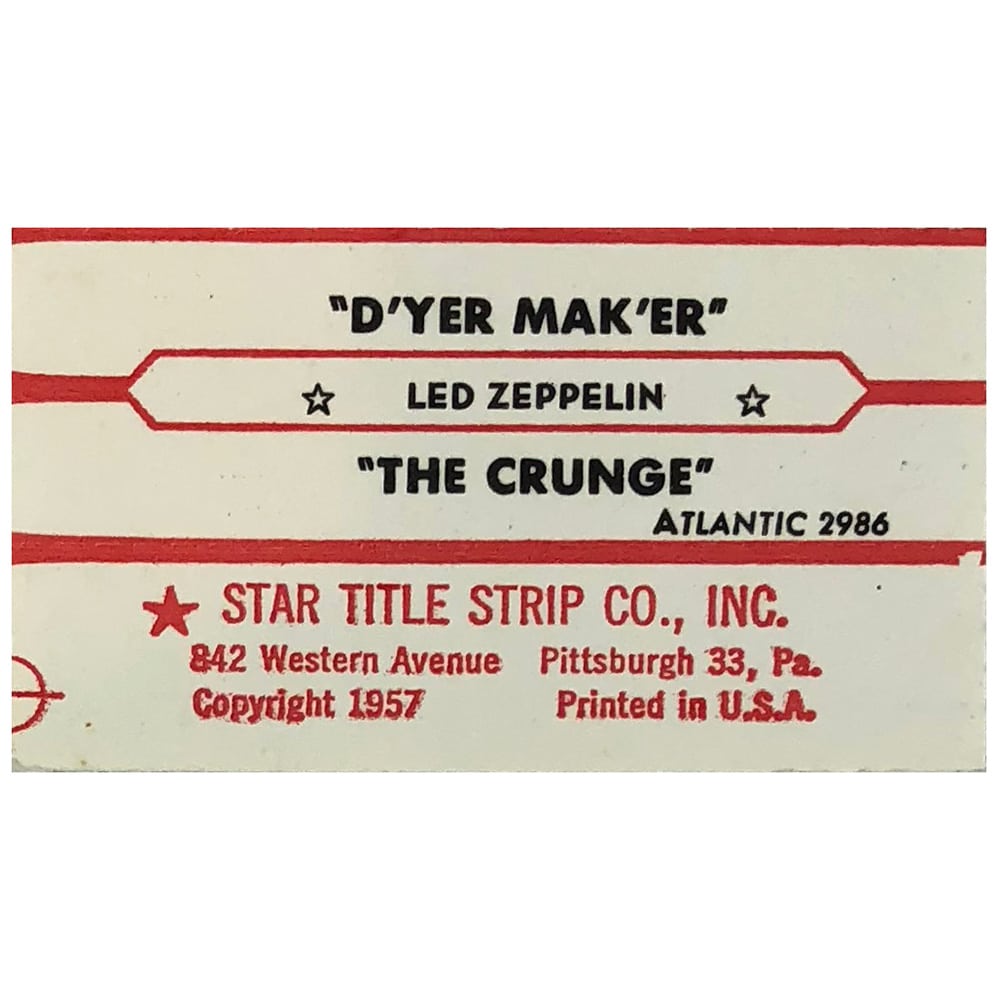 "D'YER MAK'ER"
LED ZEPPELIN
"THE CRUNGE"
ATLANTIC 2986
STAR TITLE STRIP CO., INC.
842 Western Avenue Pittsburgh 33, Pa.
Copyright 1957 Printed in U.S.A.